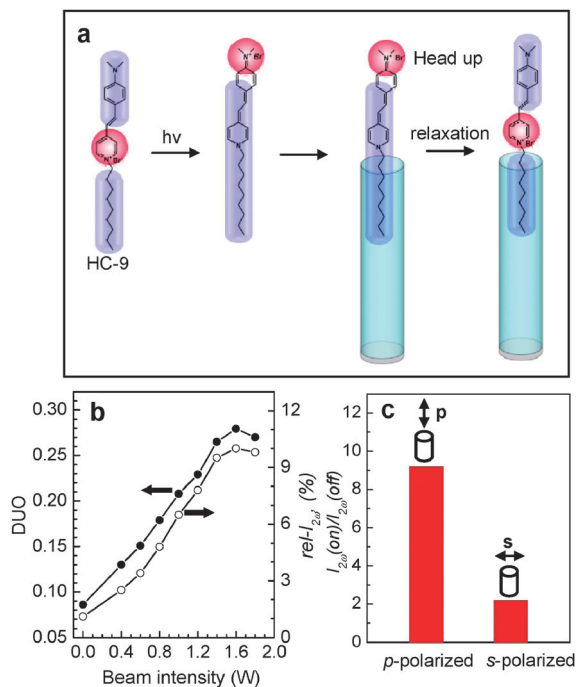 a
N
hν
N⁺ Br⁻
Head up
relaxation
N⁺ Br⁻
N
HC-9
b
0.30
0.25
0.20
0.15
0.10
0.05
DUO
12
9
6
3
0
rel-I2ω, (%)
0.0 0.4 0.8 1.2 1.6 2.0
Beam intensity (W)
c
12
10
8
6
4
2
0
I2ω(on)/I2ω(off)
p
s
p-polarized s-polarized